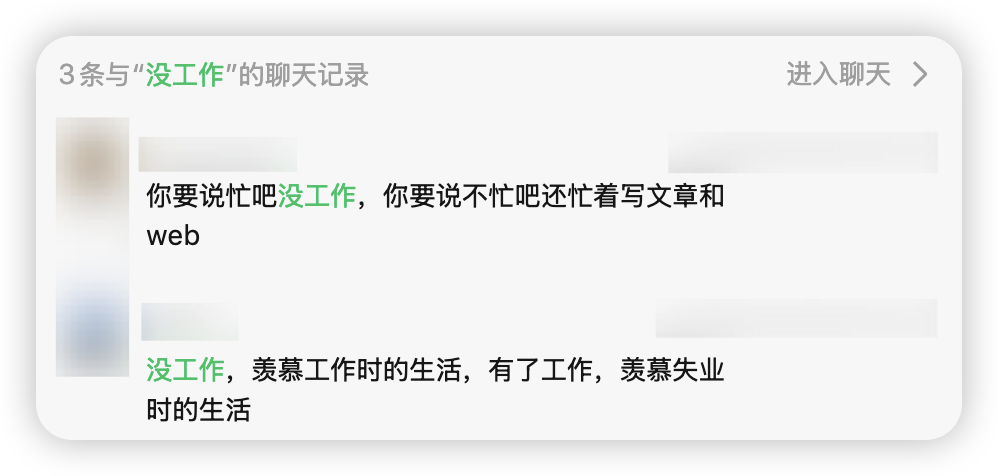 3条与“没工作”的聊天记录
进入聊天
你要说忙吧没工作，你要说不忙吧还忙着写文章和
web
没工作，羡慕工作时的生活，有了工作，羡慕失业
时的生活